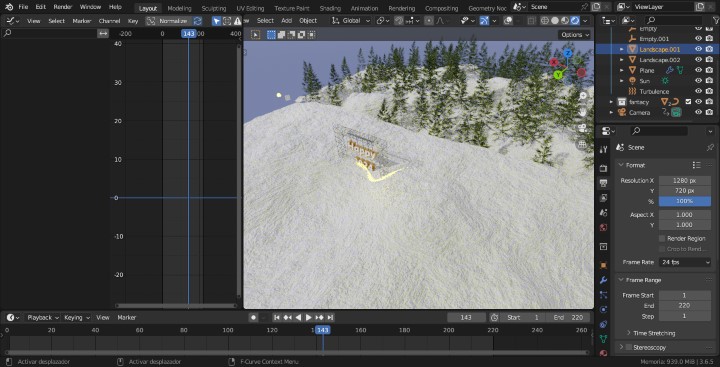 File Edit Render Window Help Layout Modeling Sculpting UV Editing Texture Paint Shading Animation Rendering Compositing Geometry Noc Scene ViewLayer
View Select Marker Channel Key Normalize
View Select Add Object Global
Options
-200 0 143 200 400
40
30
20
10
0
-10
-20
Happy
X
Y
Z
Empty
Empty.001
Landscape.001
Landscape.002
Plane
Sun
Turbulence
fantacy
Camera
Scene
Format
Resolution X 1280 px
Y 720 px
% 100%
Aspect X 1.000
Y 1.000
Render Region
Crop to Rend...
Frame Rate 24 fps
Frame Range
Frame Start 1
End 220
Step 1
Time Stretching
Stereoscopy
Playback Keying View Marker
143 Start 1 End 220
0 20 40 60 80 100 120 143 160 180 200 220 240 260
Activar desplazador Activar desplazador F-Curve Context Menu Memoria: 939.0 MiB | 3.6.5